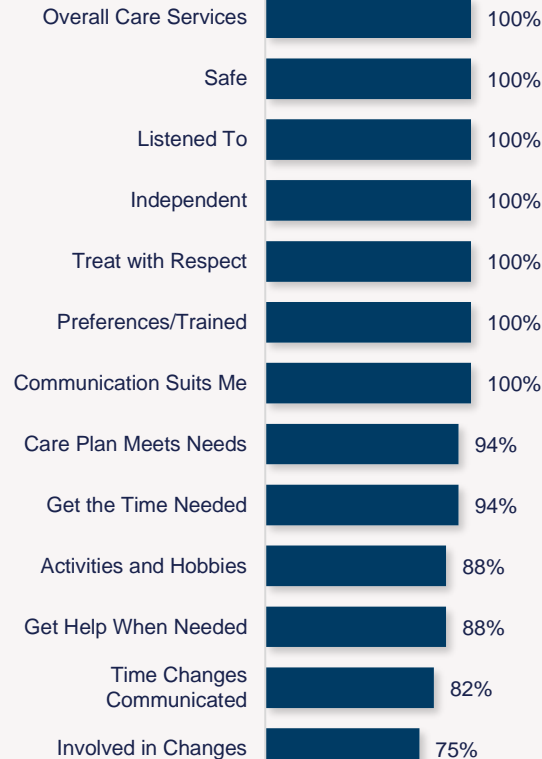 Overall Care Services 100%
Safe 100%
Listened To 100%
Independent 100%
Treat with Respect 100%
Preferences/Trained 100%
Communication Suits Me 100%
Care Plan Meets Needs 94%
Get the Time Needed 94%
Activities and Hobbies 88%
Get Help When Needed 88%
Time Changes
Communicated 82%
Involved in Changes 75%